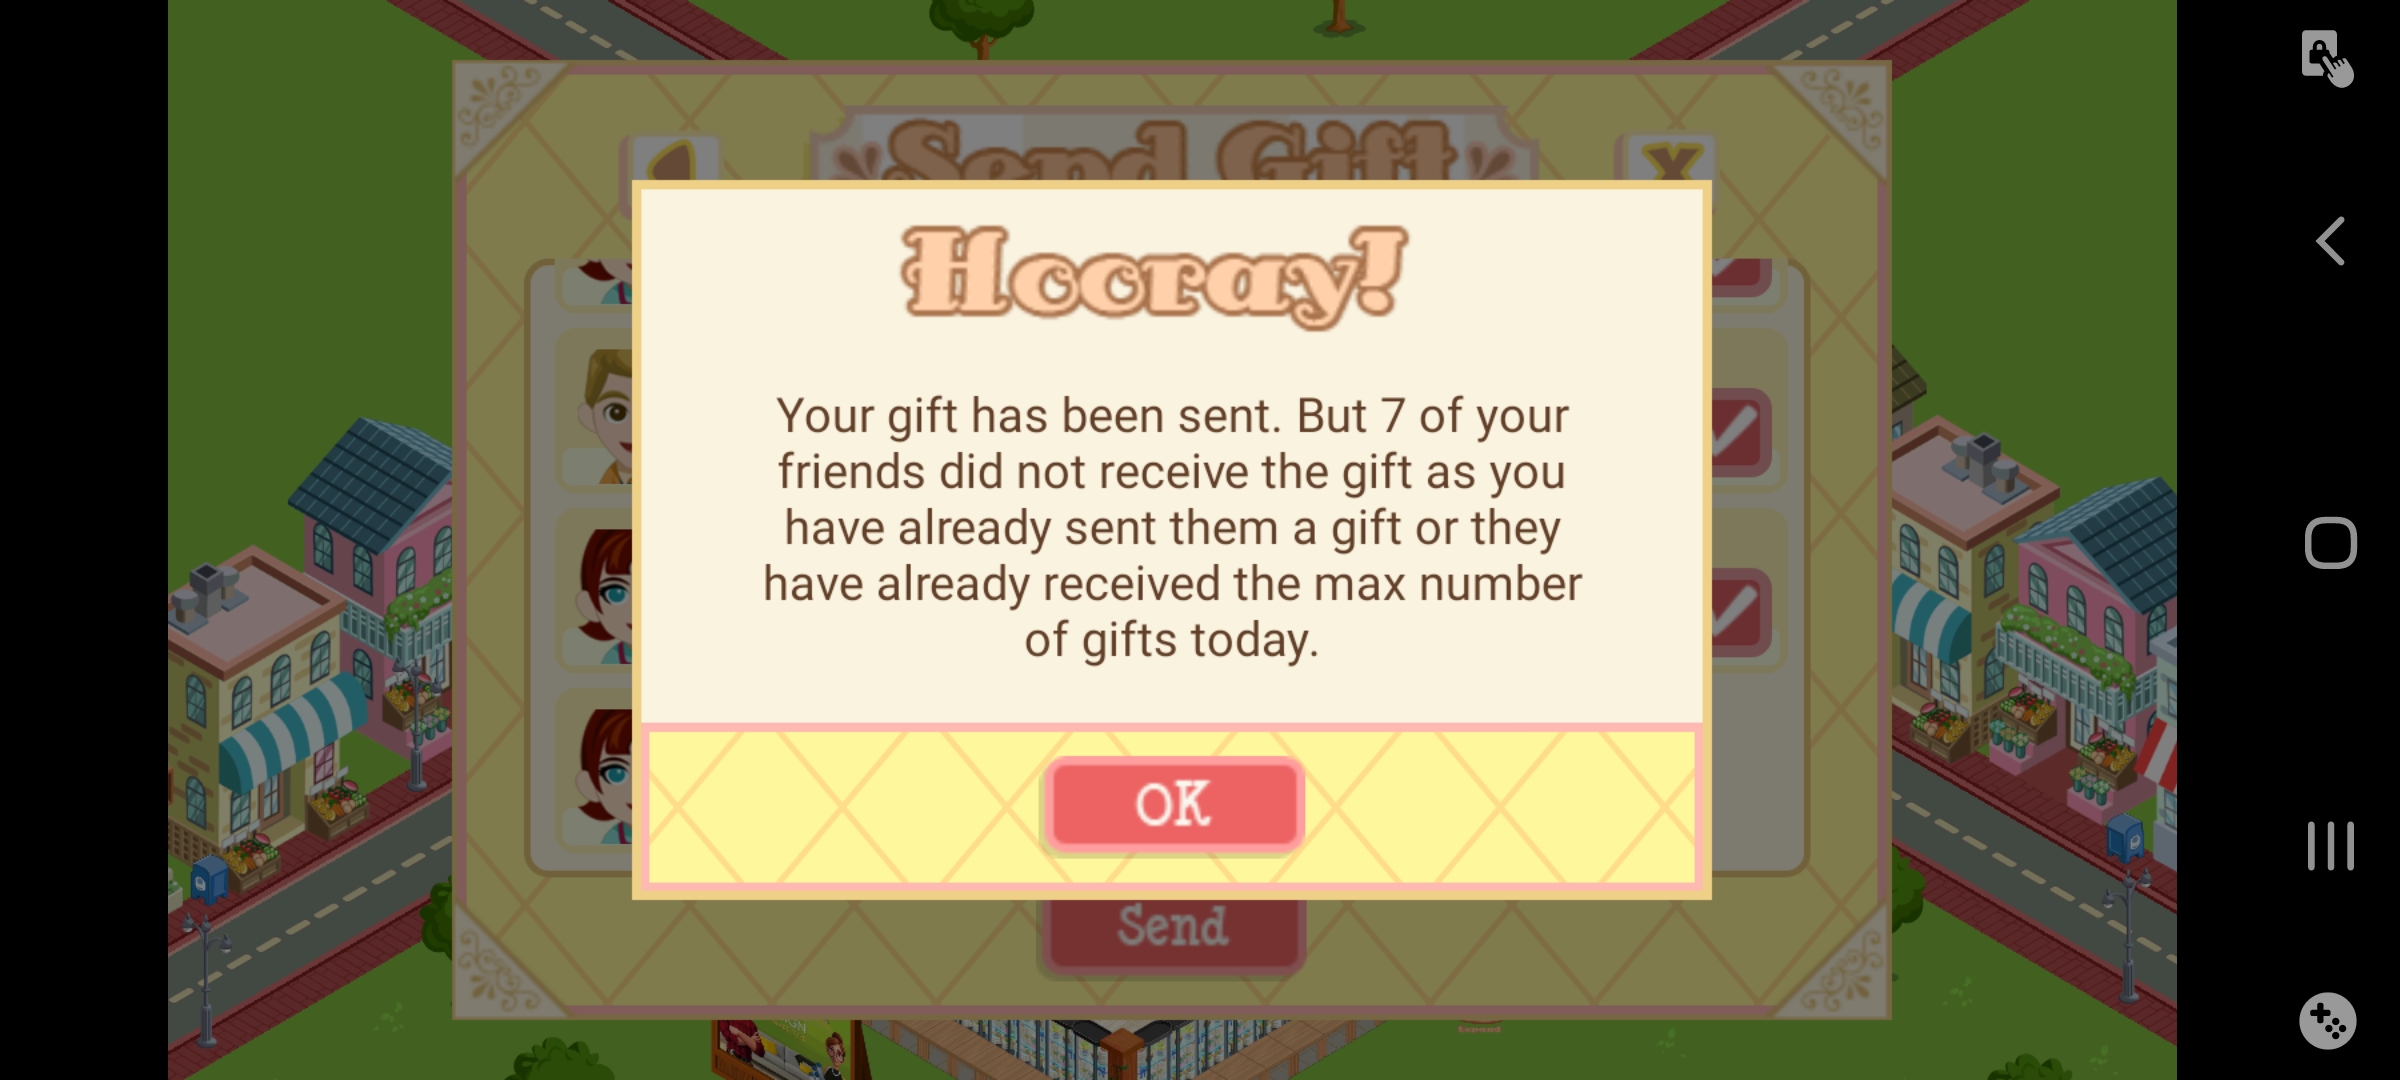 Send Gift
X
Hooray!
Your gift has been sent. But 7 of your
friends did not receive the gift as you
have already sent them a gift or they
have already received the max number
of gifts today.
OK
Send
Expand